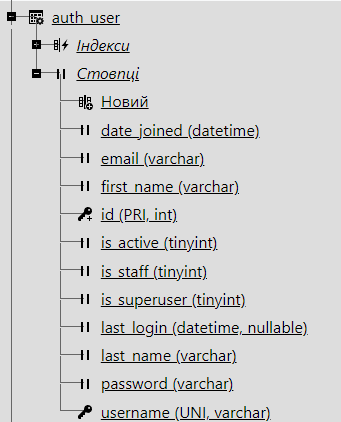 auth_user
Індекси
Стовпці
Новий
date_joined (datetime)
email (varchar)
first_name (varchar)
id (PRI, int)
is_active (tinyint)
is_staff (tinyint)
is_superuser (tinyint)
last_login (datetime, nullable)
last_name (varchar)
password (varchar)
username (UNI, varchar)